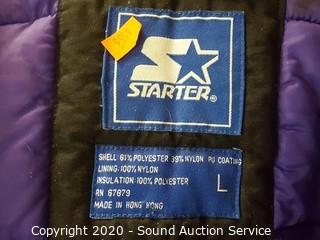 STARTER®
SHELL: 61% POLYESTER 39% NYLON PU COATING
LINING: 100% NYLON
INSULATION: 100% POLYESTER
RN 67879
MADE IN HONG KONG
L
Copyright 2020 - Sound Auction Service